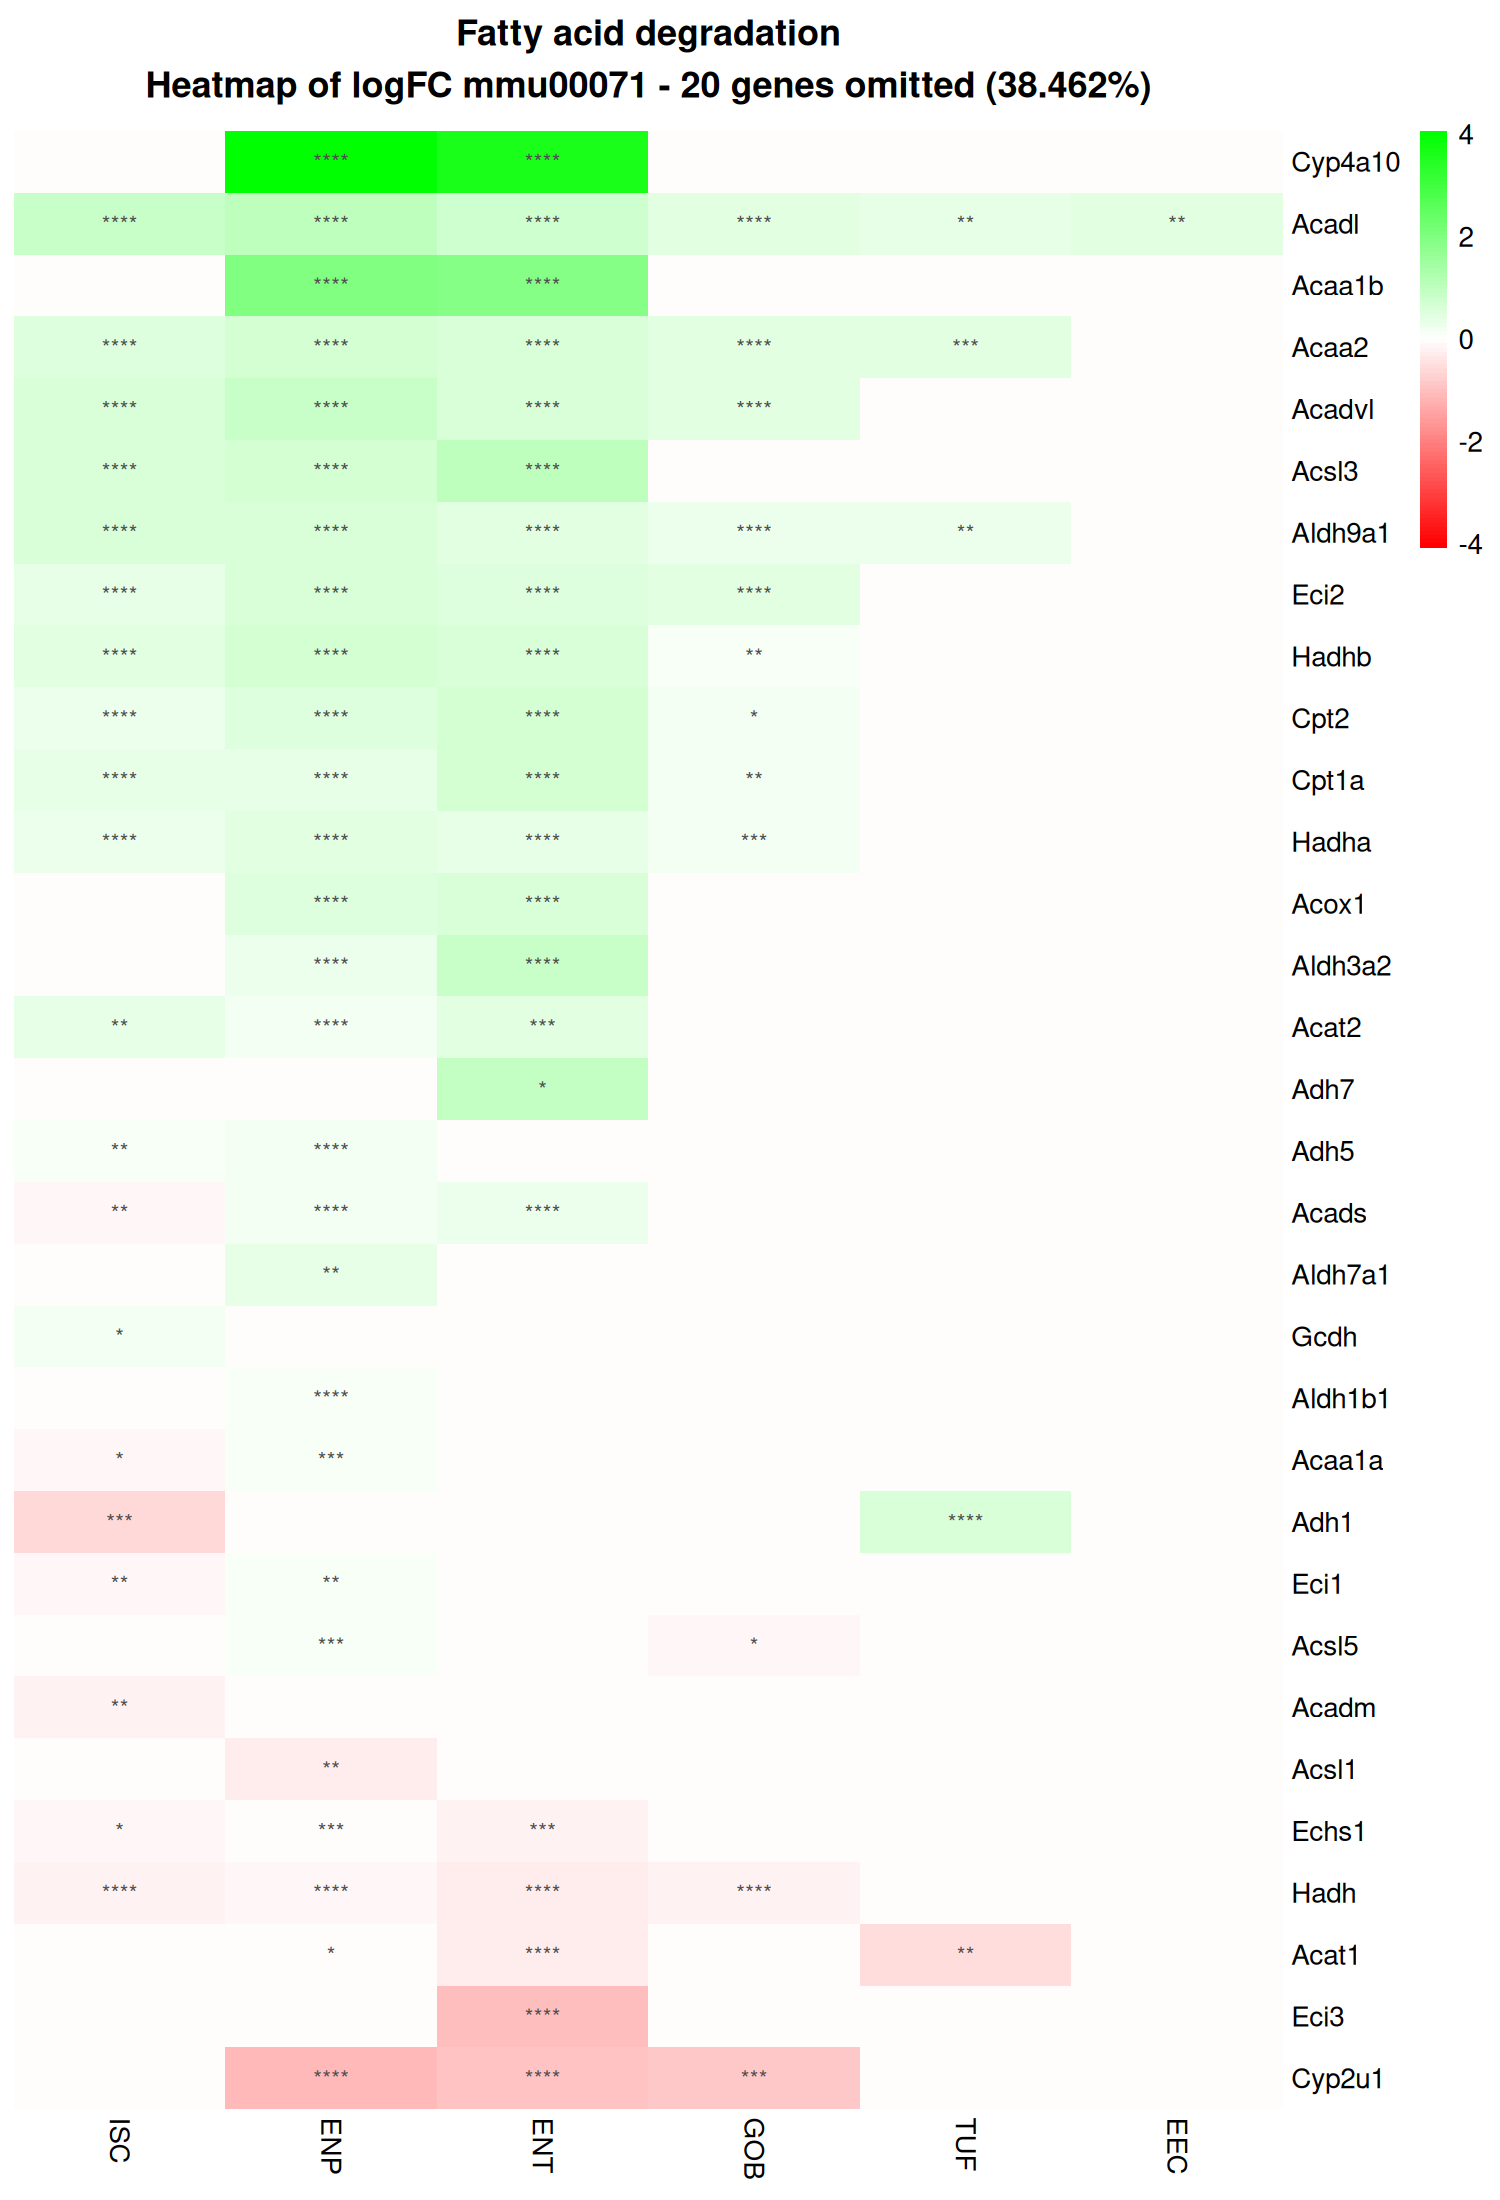 Fatty acid degradation
Heatmap of logFC mmu00071 - 20 genes omitted (38.462%)
**** **** Cyp4a10
**** **** **** **** ** ** Acadl
**** **** Acaa1b
**** **** **** **** *** Acaa2
**** **** **** **** Acadvl
**** **** **** Acsl3
**** **** **** **** ** Aldh9a1
**** **** **** **** Eci2
**** **** **** ** Hadhb
**** **** **** * Cpt2
**** **** **** ** Cpt1a
**** **** **** *** Hadha
**** **** Acox1
**** **** Aldh3a2
** **** *** Acat2
* Adh7
** **** Adh5
** **** **** Acads
** Aldh7a1
* Gcdh
**** Aldh1b1
* *** Acaa1a
*** **** Adh1
** ** Eci1
*** * Acsl5
** Acadm
** Acsl1
* *** *** Echs1
**** **** **** **** Hadh
* **** ** Acat1
**** Eci3
**** **** *** Cyp2u1
ISC ENP ENT GOB TUF EEC
4
2
0
-2
-4